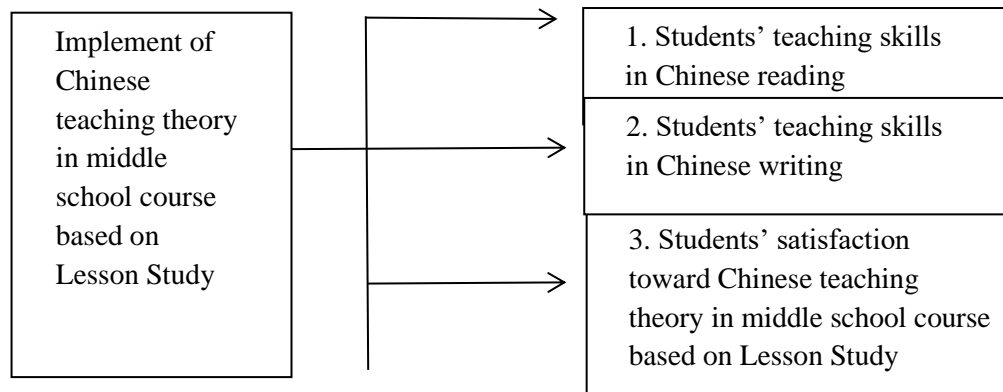 Implement of
Chinese
teaching theory
in middle
school course
based on
Lesson Study
1. Students’ teaching skills
in Chinese reading
2. Students’ teaching skills
in Chinese writing
3. Students’ satisfaction
toward Chinese teaching
theory in middle school course
based on Lesson Study